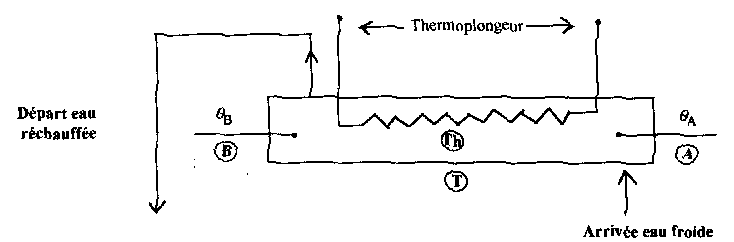 Thermoplongeur
Départ eau
réchauffée
θB
θA
B
Th
A
T
Arrivée eau froide